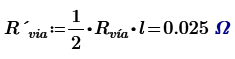 R´via := 1/2 • Rvía • l = 0.025 Ω